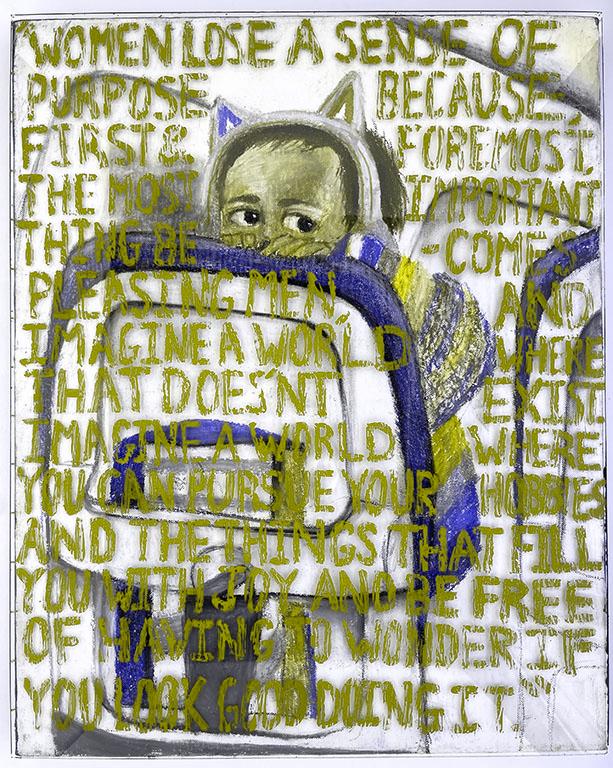 "WOMEN LOSE A SENSE OF
PURPOSE BECAUSE,
FIRST & FOREMOST,
THE MOST IMPORTANT
THING BE -COMES
PLEASING MEN, AND
IMAGINE A WORLD WHERE
THAT DOES'NT EXIST
IMAGINE A WORLD WHERE
YOU CAN PURSUE YOUR HOBBIES
AND THE THINGS THAT FILL
YOU WITH JOY AND BE FREE
OF HAVING TO WONDER IF
YOU LOOK GOOD DOING IT."